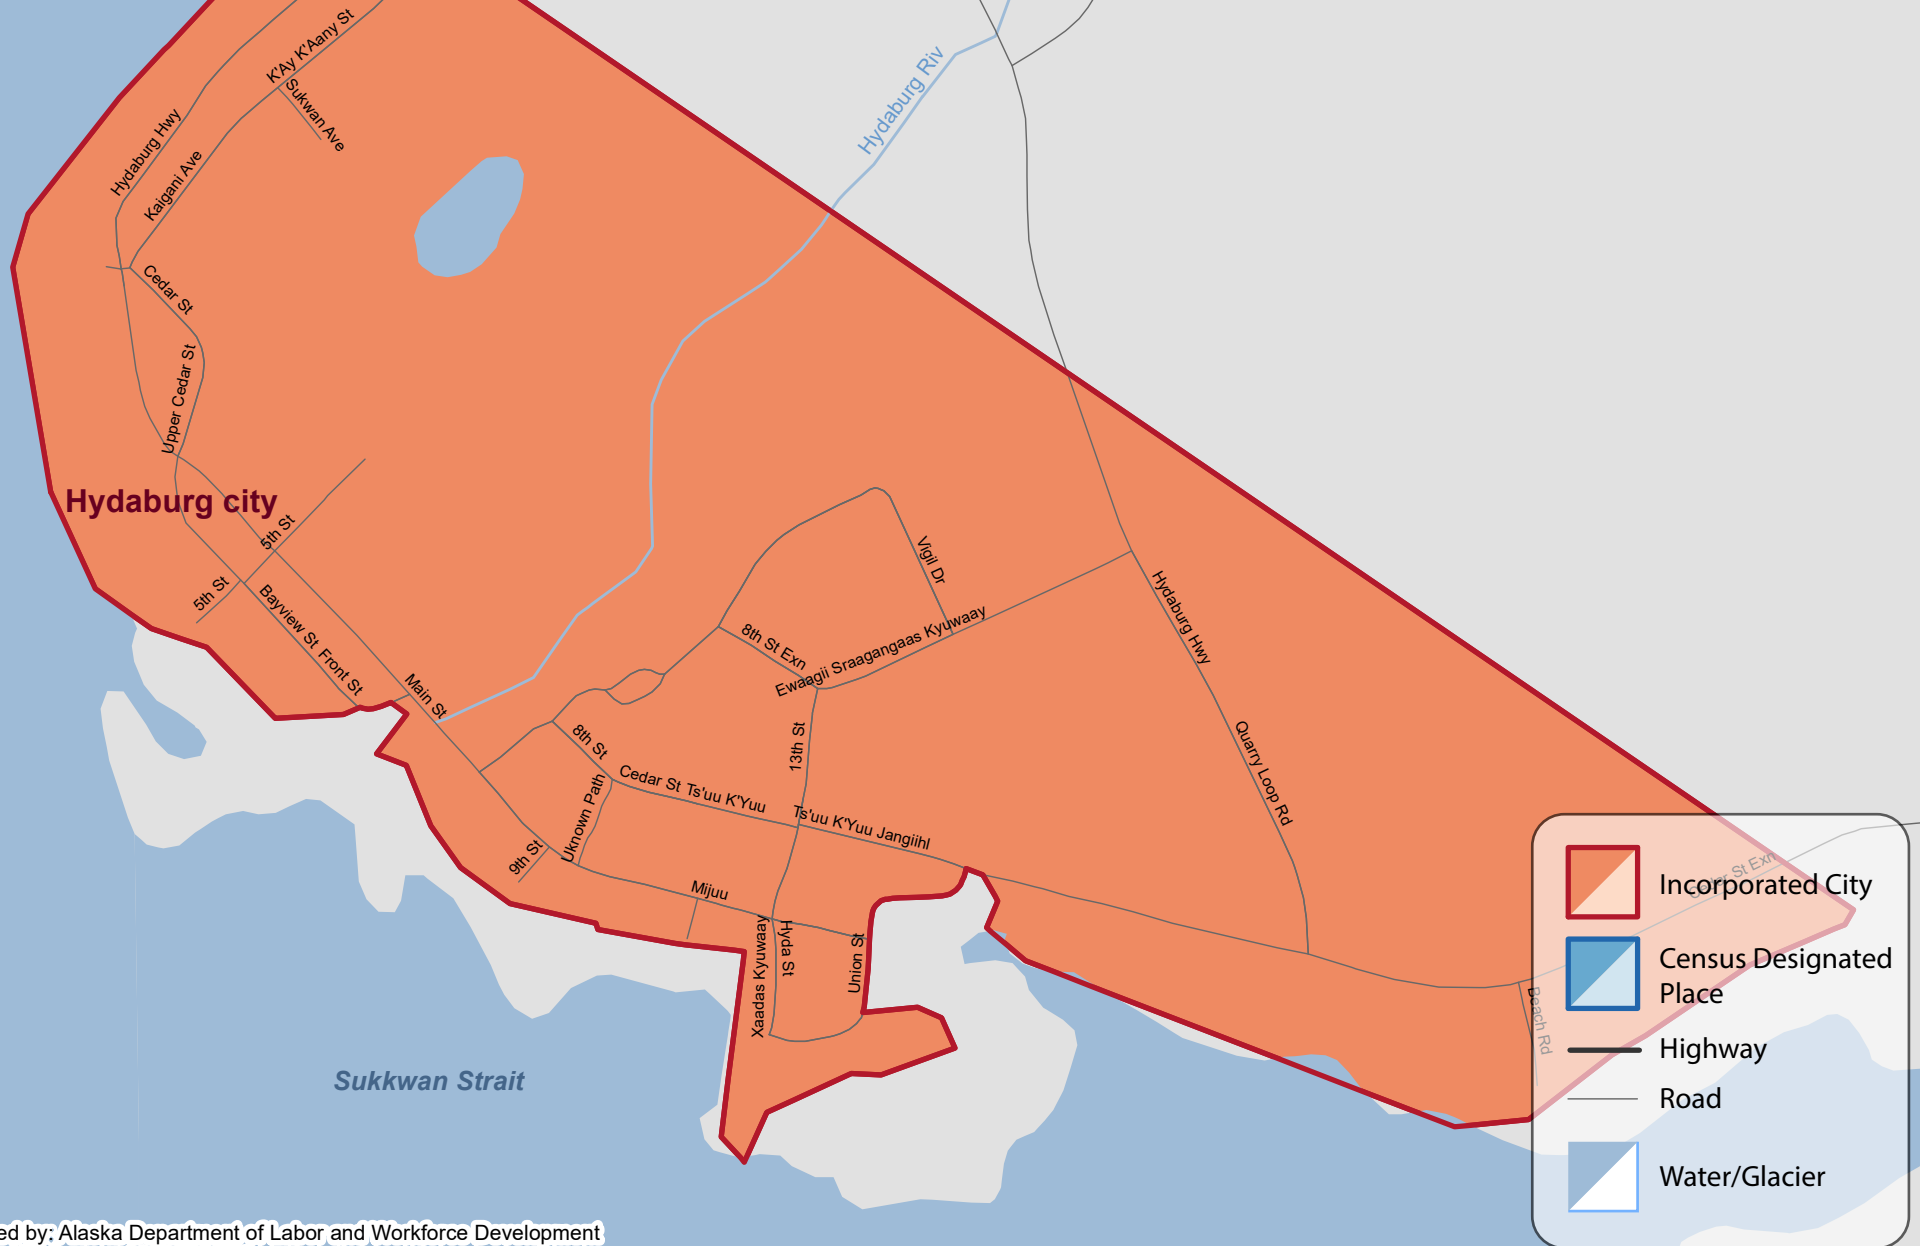 K'Ay K'Aany St
Sukwan Ave
Hydaburg Riv
Hydaburg Hwy
Kaigani Ave
Cedar St
Upper Cedar St
Hydaburg city
5th St
5th St
Bayview St
Front St
Main St
Vigil Dr
8th St Exn
Ewaagii Sraagangaas Kyuwaay
Hydaburg Hwy
Quarry Loop Rd
13th St
8th St
Cedar St
Ts'uu K'Yuu
Ts'uu K'Yuu Jangiihl
Uknown Path
9th St
Mijuu
Xaadas Kyuwaay
Hyda St
Union St
Cedar St Exn
Beach Rd
Sukkwan Strait
Incorporated City
Census Designated
Place
Highway
Road
Water/Glacier
ed by: Alaska Department of Labor and Workforce Development